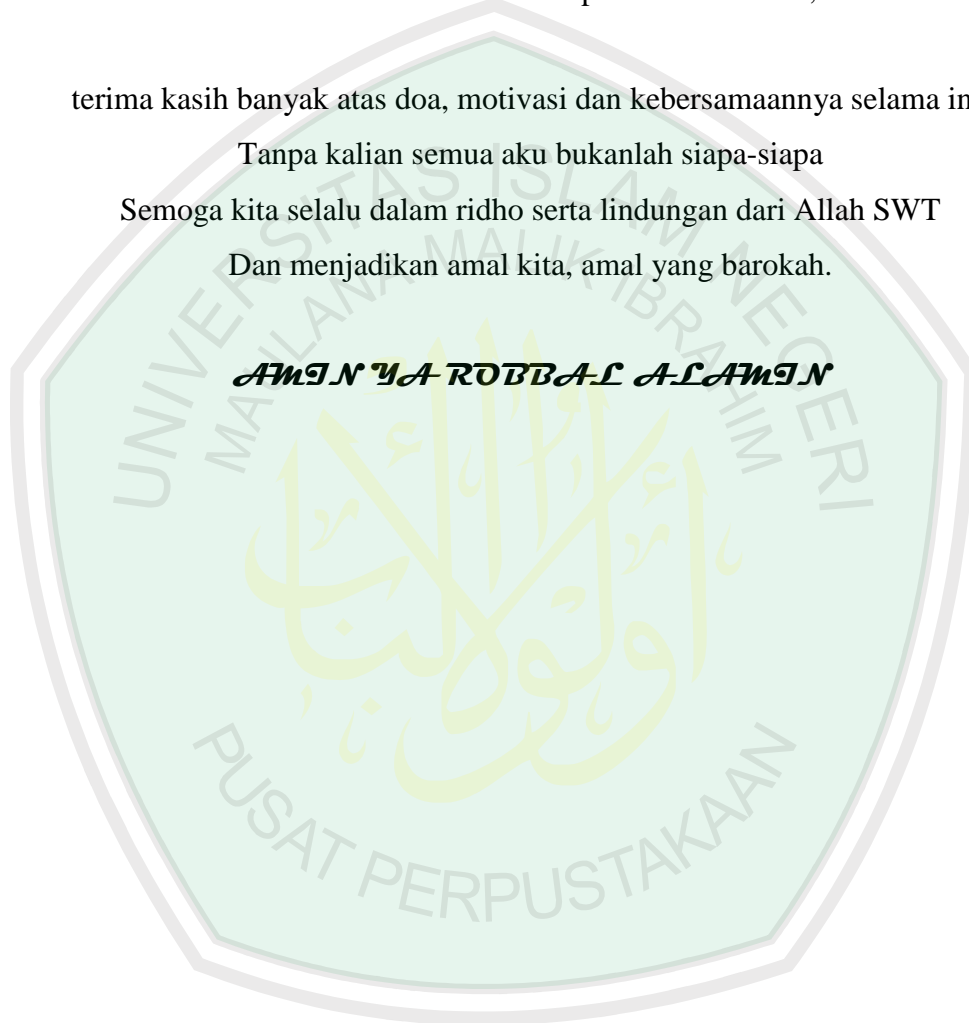 terima kasih banyak atas doa, motivasi dan kebersamaannya selama in
Tanpa kalian semua aku bukanlah siapa-siapa
Semoga kita selalu dalam ridho serta lindungan dari Allah SWT
Dan menjadikan amal kita, amal yang barokah.
AMIN YA ROBBAL ALAMIN
UNIVERSITAS ISLAM NEGERI
MAULANA MALIK IBRAHIM
PUSAT PERPUSTAKAAN